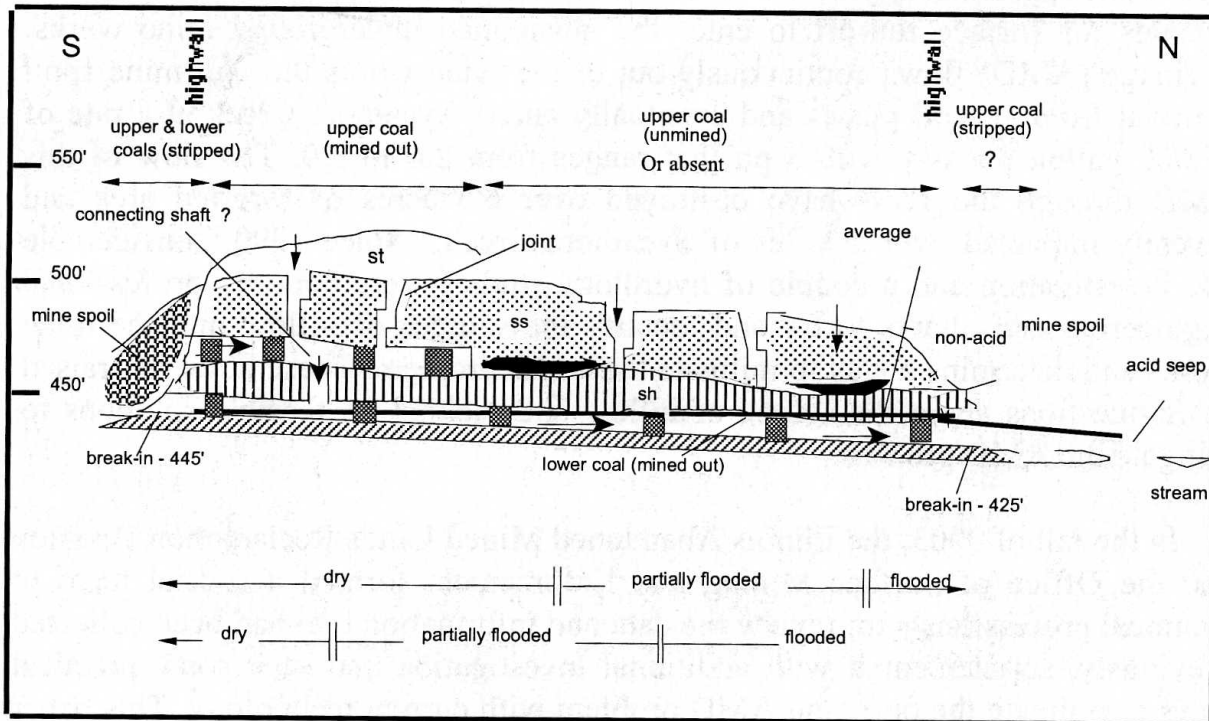 S
highwall
highwall
N
upper & lower
coals (stripped)
upper coal
(mined out)
upper coal
(unmined)
Or absent
upper coal
(stripped)
?
550'
connecting shaft ?
average
joint
st
500'
mine spoil
ss
mine spoil
non-acid
acid seep
450'
sh
break-in - 445'
lower coal (mined out)
break-in - 425'
stream
dry
partially flooded
flooded
dry
partially flooded
flooded